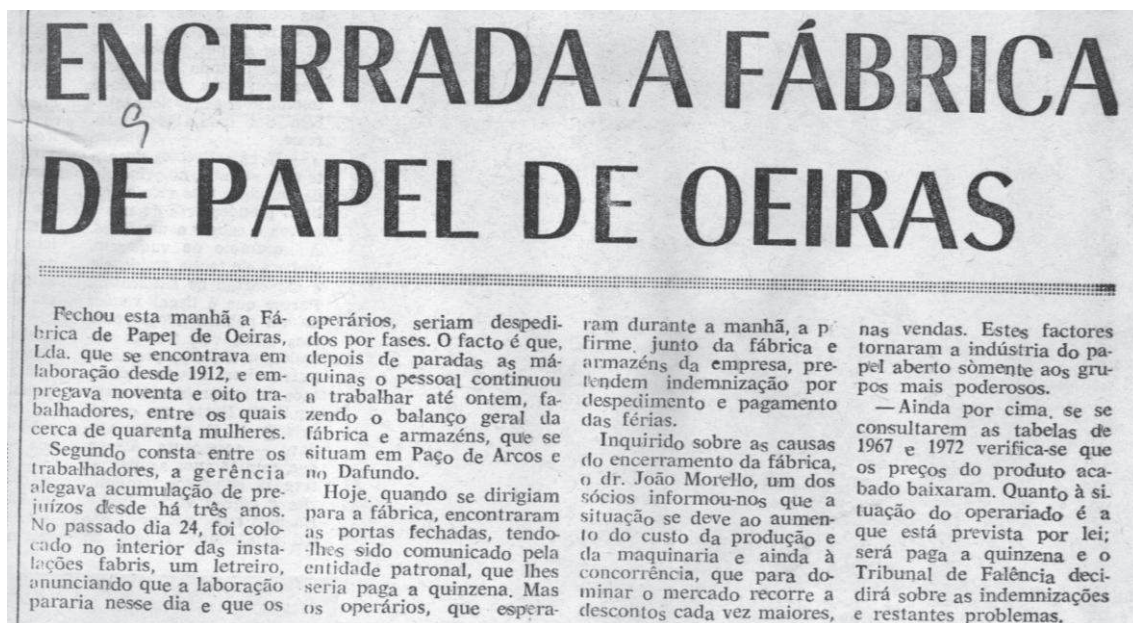 ENCERRADA A FÁBRICA
DE PAPEL DE OEIRAS
Fechou esta manhã a Fá-
brica de Papel de Oeiras,
Lda. que se encontrava em
laboração desde 1912, e em-
pregava noventa e oito tra-
balhadores, entre os quais
cerca de quarenta mulheres.
Segundo consta entre os
trabalhadores, a gerência
alegava acumulação de pre-
juízos desde há três anos.
No passado dia 24, foi colo-
cado no interior das insta-
lações fabris, um letreiro,
anunciando que a laboração
pararia nesse dia e que os
operários, seriam despedi-
dos por fases. O facto é que,
depois de paradas as má-
quinas o pessoal continuou
a trabalhar até ontem, fa-
zendo o balanço geral da
fábrica e armazéns, que se
situam em Paço de Arcos e
no Dafundo.
Hoje, quando se dirigiam
para a fábrica, encontraram
as portas fechadas, tendo-
-lhes sido comunicado pela
entidade patronal, que lhes
seria paga a quinzena. Mas
os operários, que espera-
ram durante a manhã, a p
firme, junto da fábrica e
armazéns da empresa, pre-
tendem indemnização por
despedimento e pagamento
das férias.
Inquirido sobre as causas
do encerramento da fábrica,
o dr. João Morello, um dos
sócios informou-nos que a
situação se deve ao aumen-
to do custo da produção e
da maquinaria e ainda à
concorrência, que para do-
minar o mercado recorre a
descontos cada vez maiores,
nas vendas. Estes factores
tornaram a indústria do pa-
pel aberto sòmente aos gru-
pos mais poderosos.
—Ainda por cima, se se
consultarem as tabelas de
1967 e 1972 verifica-se que
os preços do produto aca-
bado baixaram. Quanto à si-
tuação do operariado é a
que está prevista por lei;
será paga a quinzena e o
Tribunal de Falência deci-
dirá sobre as indemnizações
e restantes problemas.